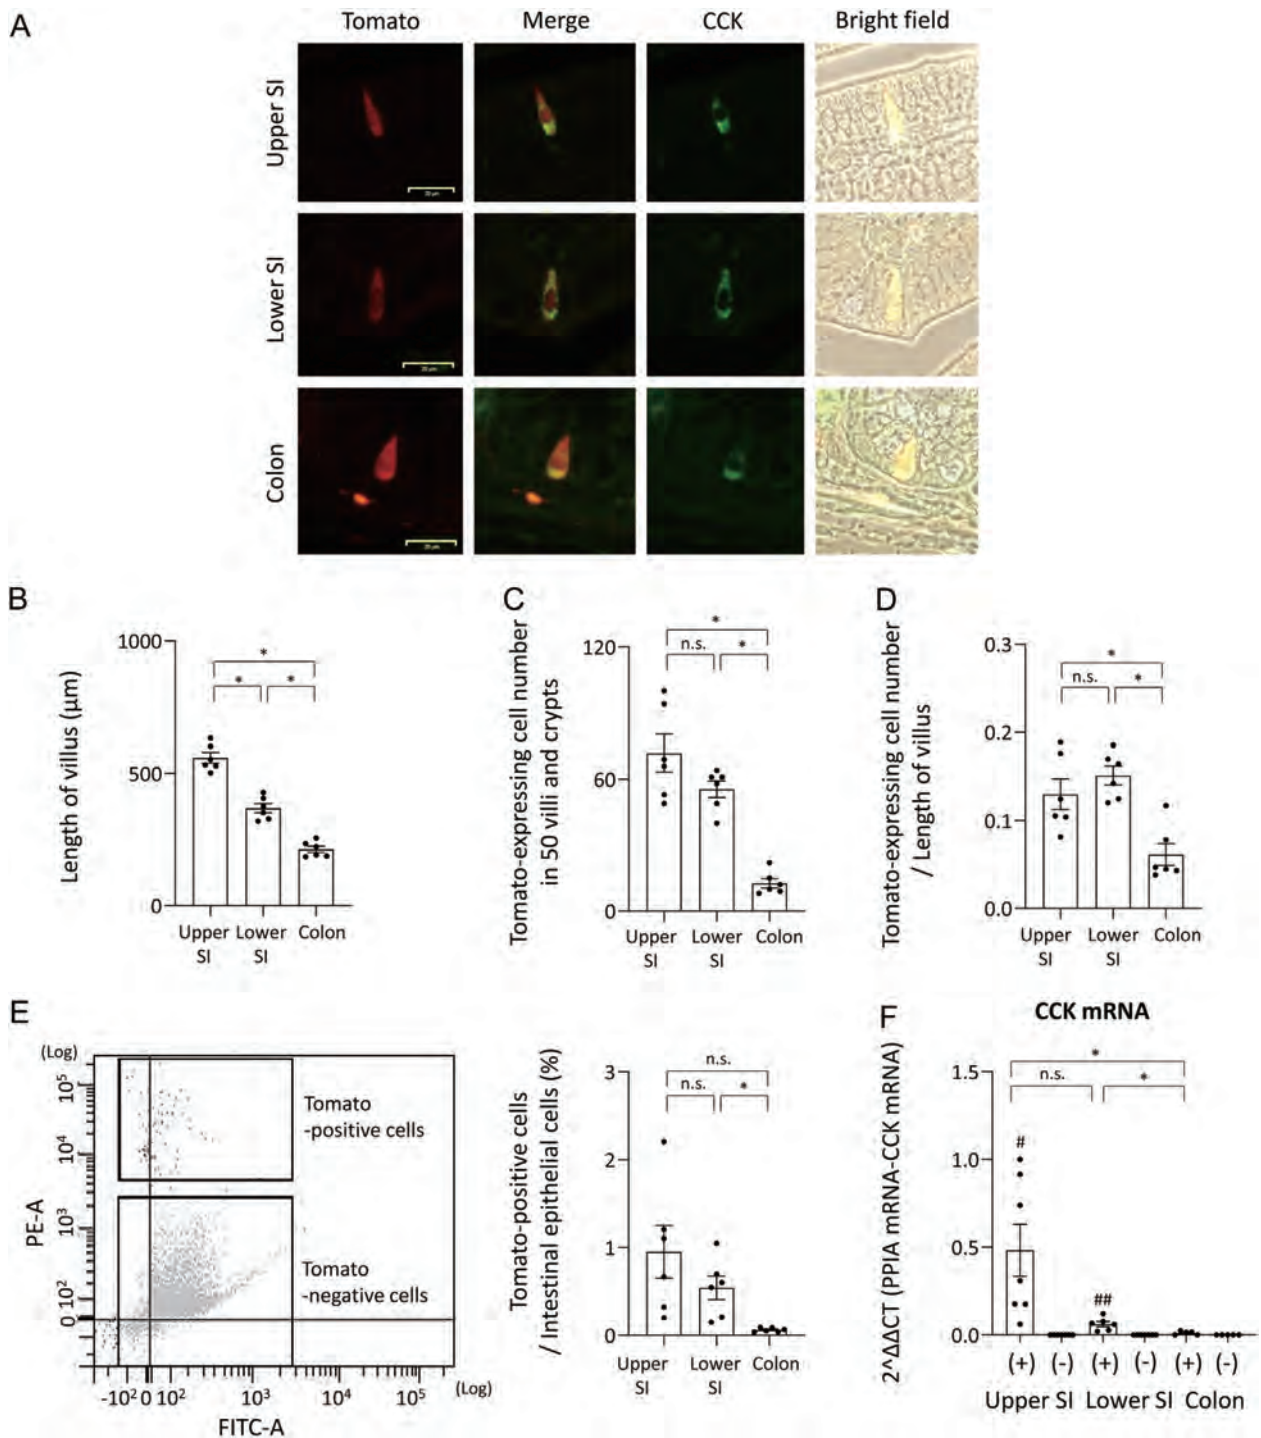 A
Tomato
Merge
CCK
Bright field
Upper SI
20 μm
Lower SI
20 μm
Colon
20 μm
B
Length of villus (μm)
1000
500
0
*
*
*
Upper SI
Lower SI
Colon
C
Tomato-expressing cell number
in 50 villi and crypts
120
60
0
*
n.s.
*
Upper SI
Lower SI
Colon
D
Tomato-expressing cell number
/ Length of villus
0.3
0.2
0.1
0.0
*
n.s.
*
Upper SI
Lower SI
Colon
E
(Log)
PE-A
10⁵
10⁴
10³
10²
0
Tomato
-positive cells
Tomato
-negative cells
-10² 0 10² 10³ 10⁴ 10⁵ (Log)
FITC-A
Tomato-positive cells
/ Intestinal epithelial cells (%)
3
2
1
0
n.s.
n.s.
*
Upper SI
Lower SI
Colon
F
CCK mRNA
2^ΔΔCT (PPIA mRNA-CCK mRNA)
1.5
1.0
0.5
0.0
*
n.s.
*
#
##
(+) (-) (+) (-) (+) (-)
Upper SI Lower SI Colon